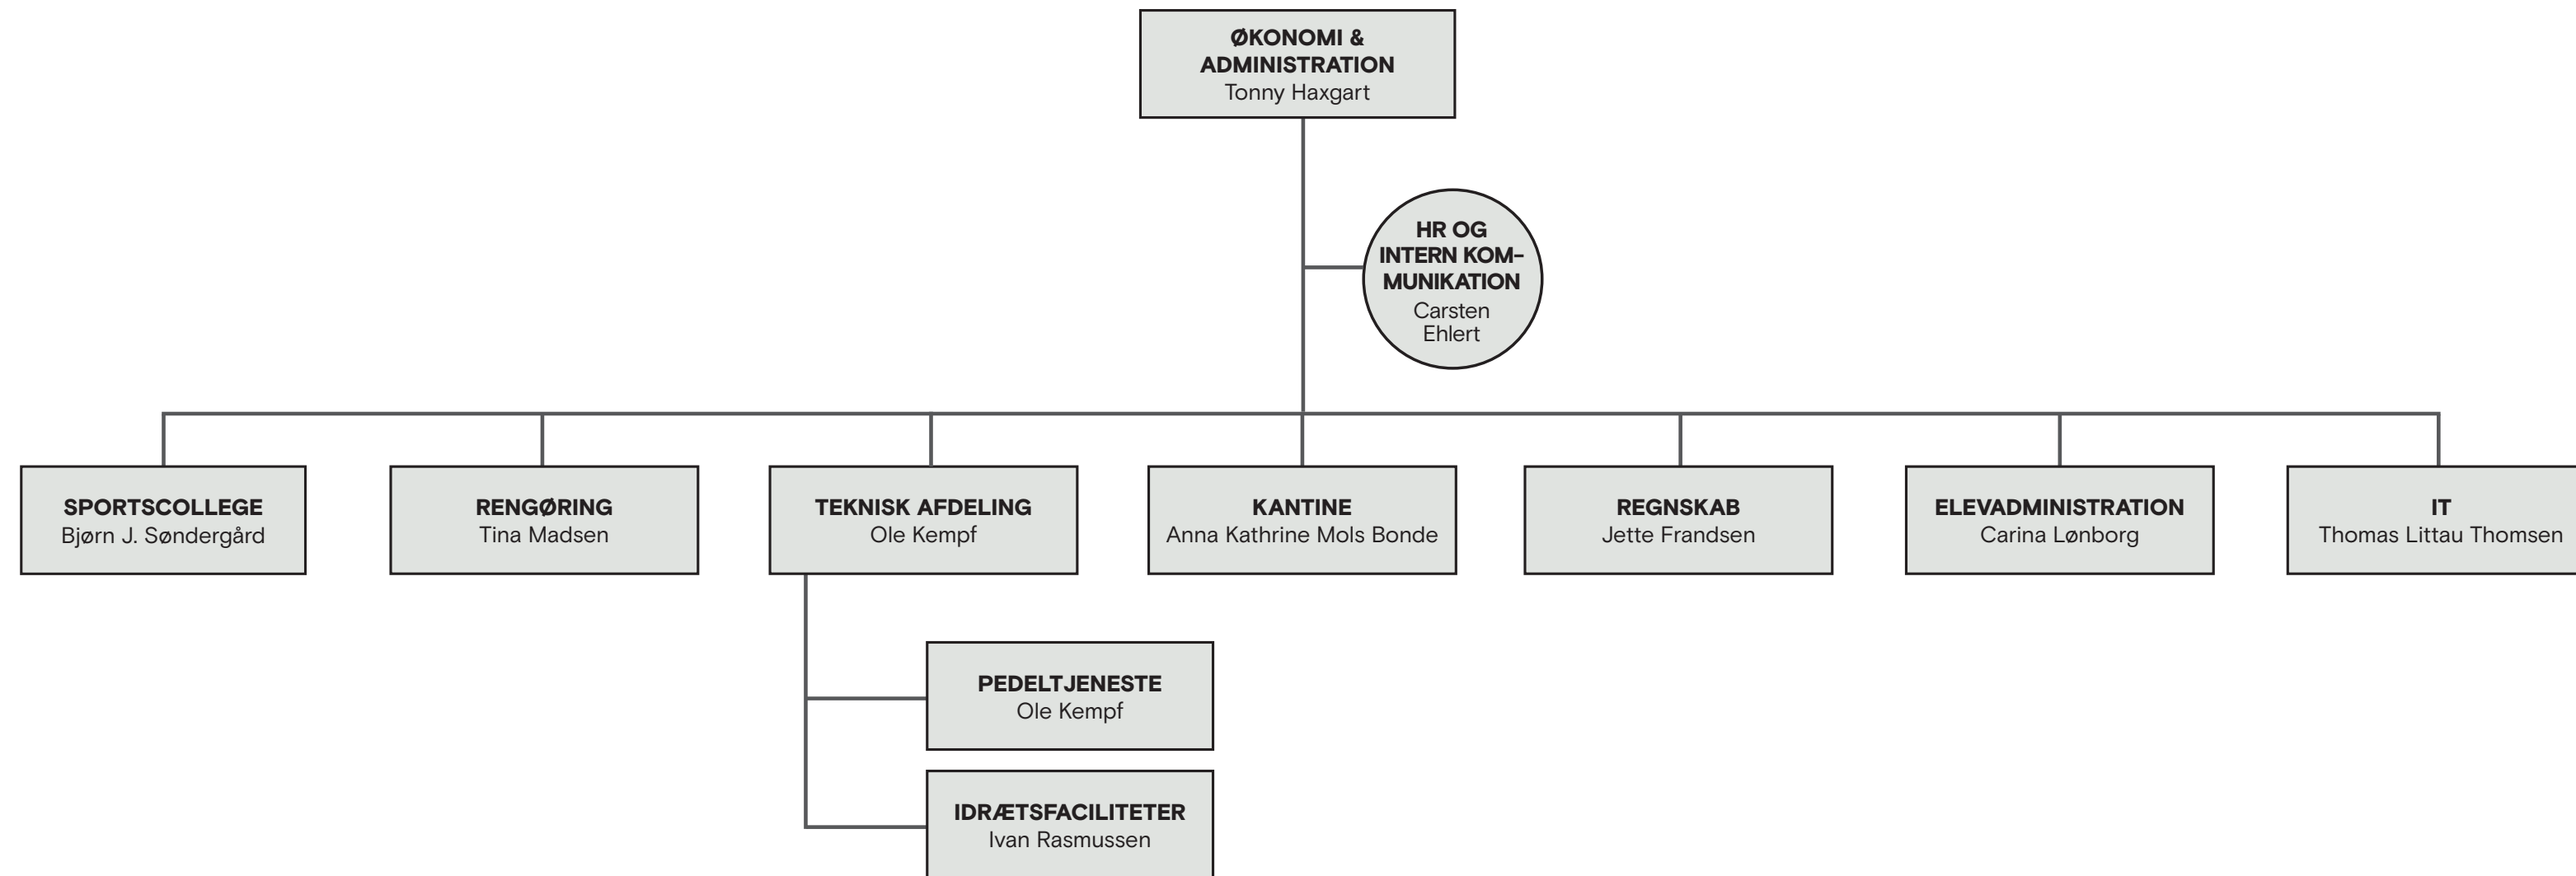 ØKONOMI &
ADMINISTRATION
Tonny Haxgart
HR OG
INTERN KOM-
MUNIKATION
Carsten
Ehlert
SPORTSCOLLEGE
Bjørn J. Søndergård
RENGØRING
Tina Madsen
TEKNISK AFDELING
Ole Kempf
KANTINE
Anna Kathrine Mols Bonde
REGNSKAB
Jette Frandsen
ELEVADMINISTRATION
Carina Lønborg
IT
Thomas Littau Thomsen
PEDELTJENESTE
Ole Kempf
IDRÆTSFACILITETER
Ivan Rasmussen